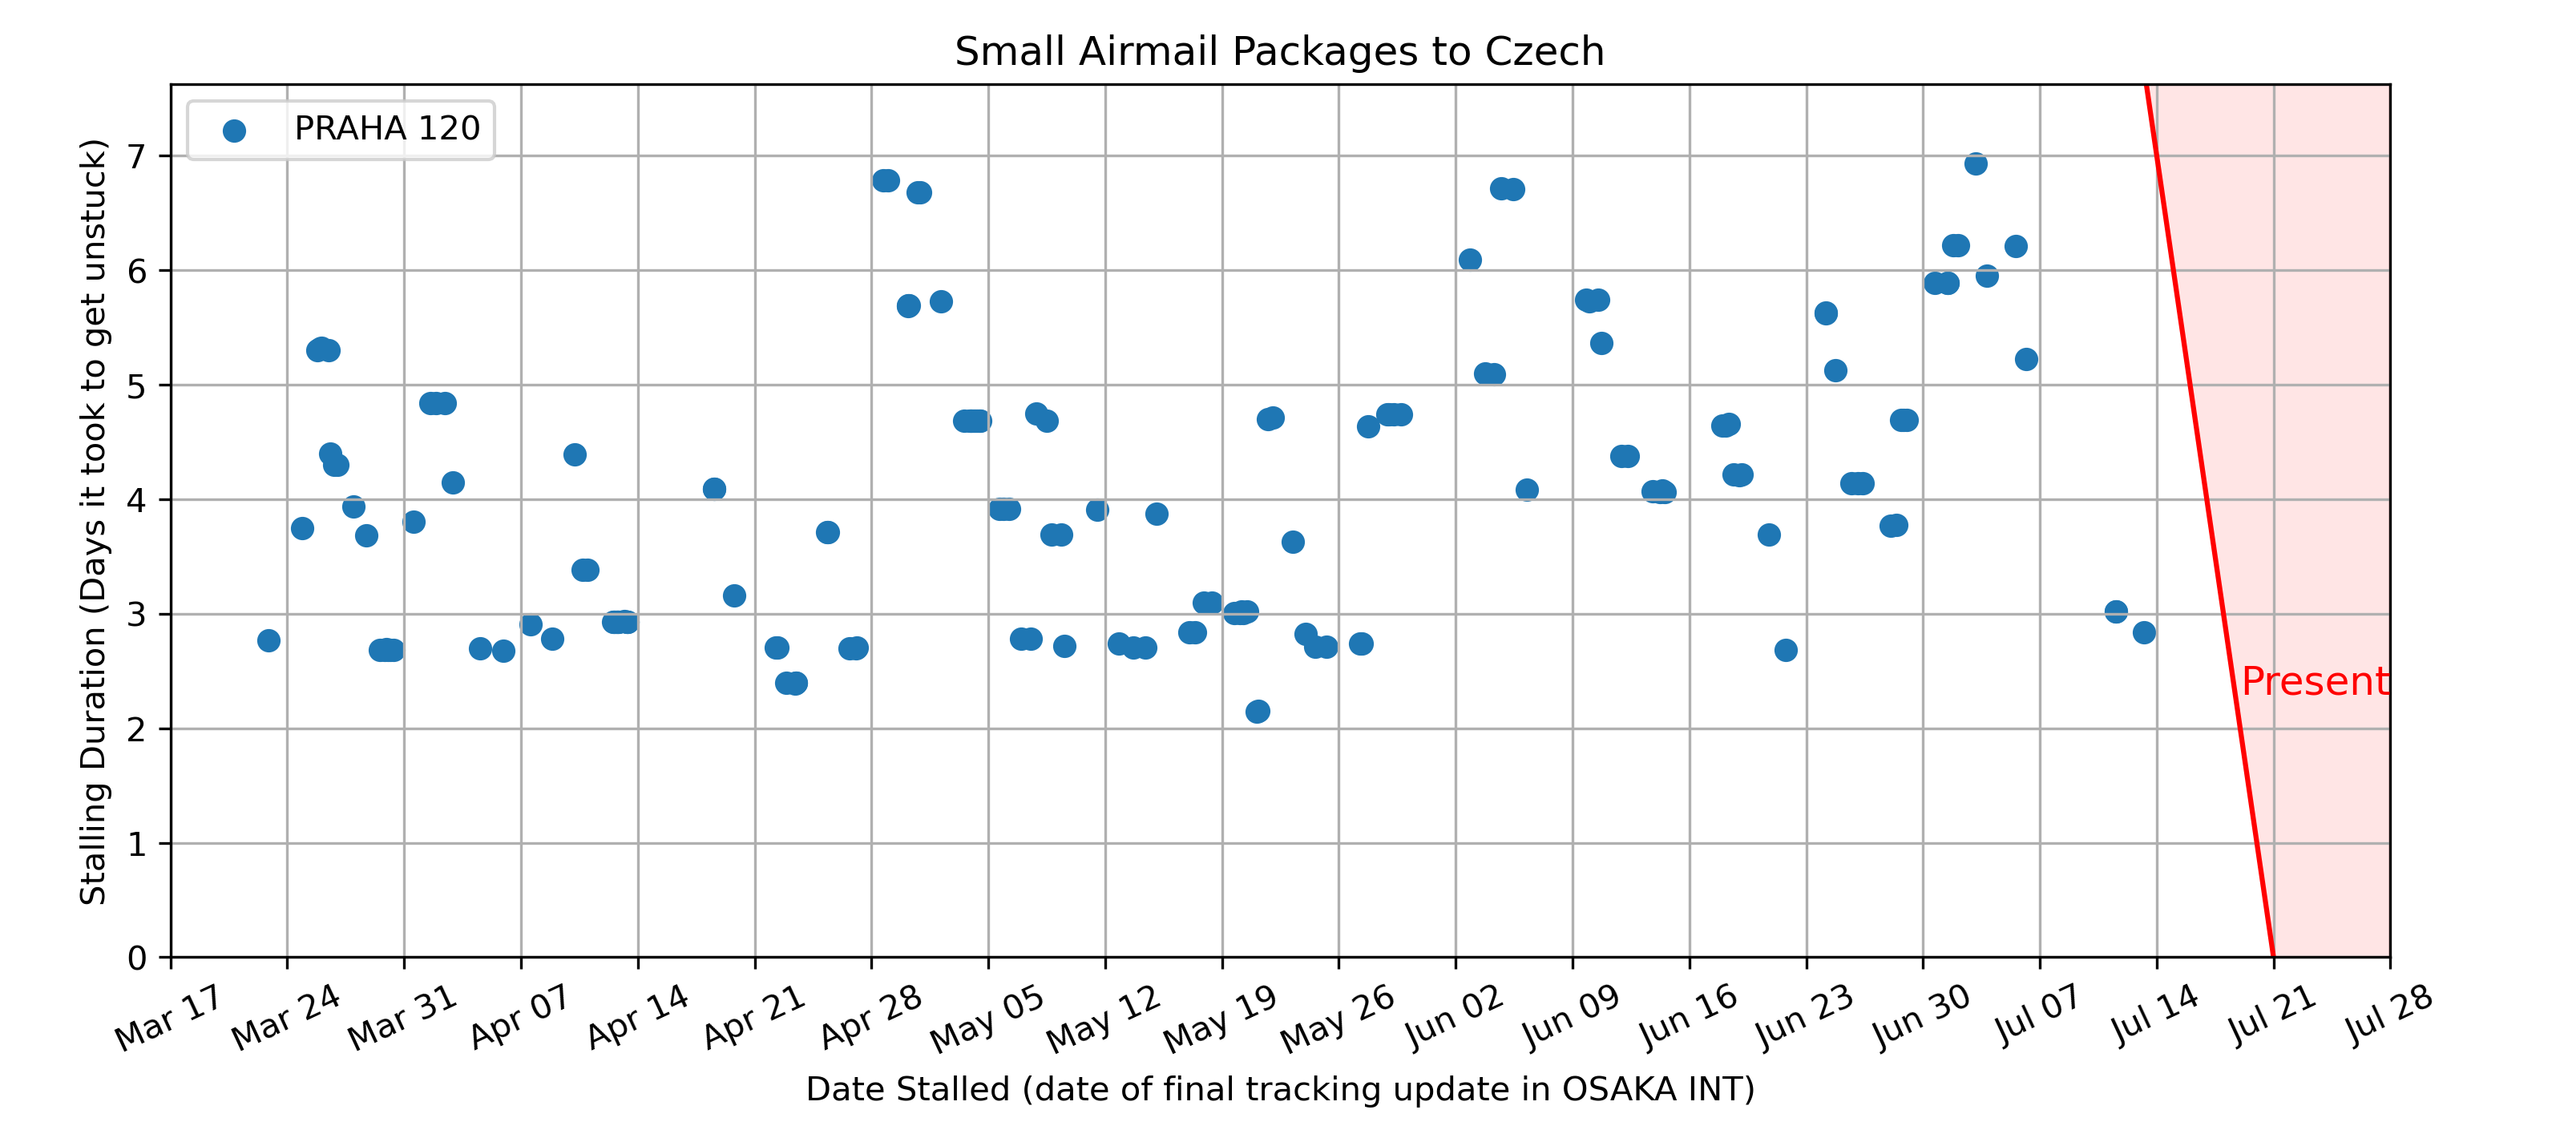 Small Airmail Packages to Czech
PRAHA 120
Stalling Duration (Days it took to get unstuck)
7
6
5
4
3
2
1
0
Present
Mar 17
Mar 24
Mar 31
Apr 07
Apr 14
Apr 21
Apr 28
May 05
May 12
May 19
May 26
Jun 02
Jun 09
Jun 16
Jun 23
Jun 30
Jul 07
Jul 14
Jul 21
Jul 28
Date Stalled (date of final tracking update in OSAKA INT)